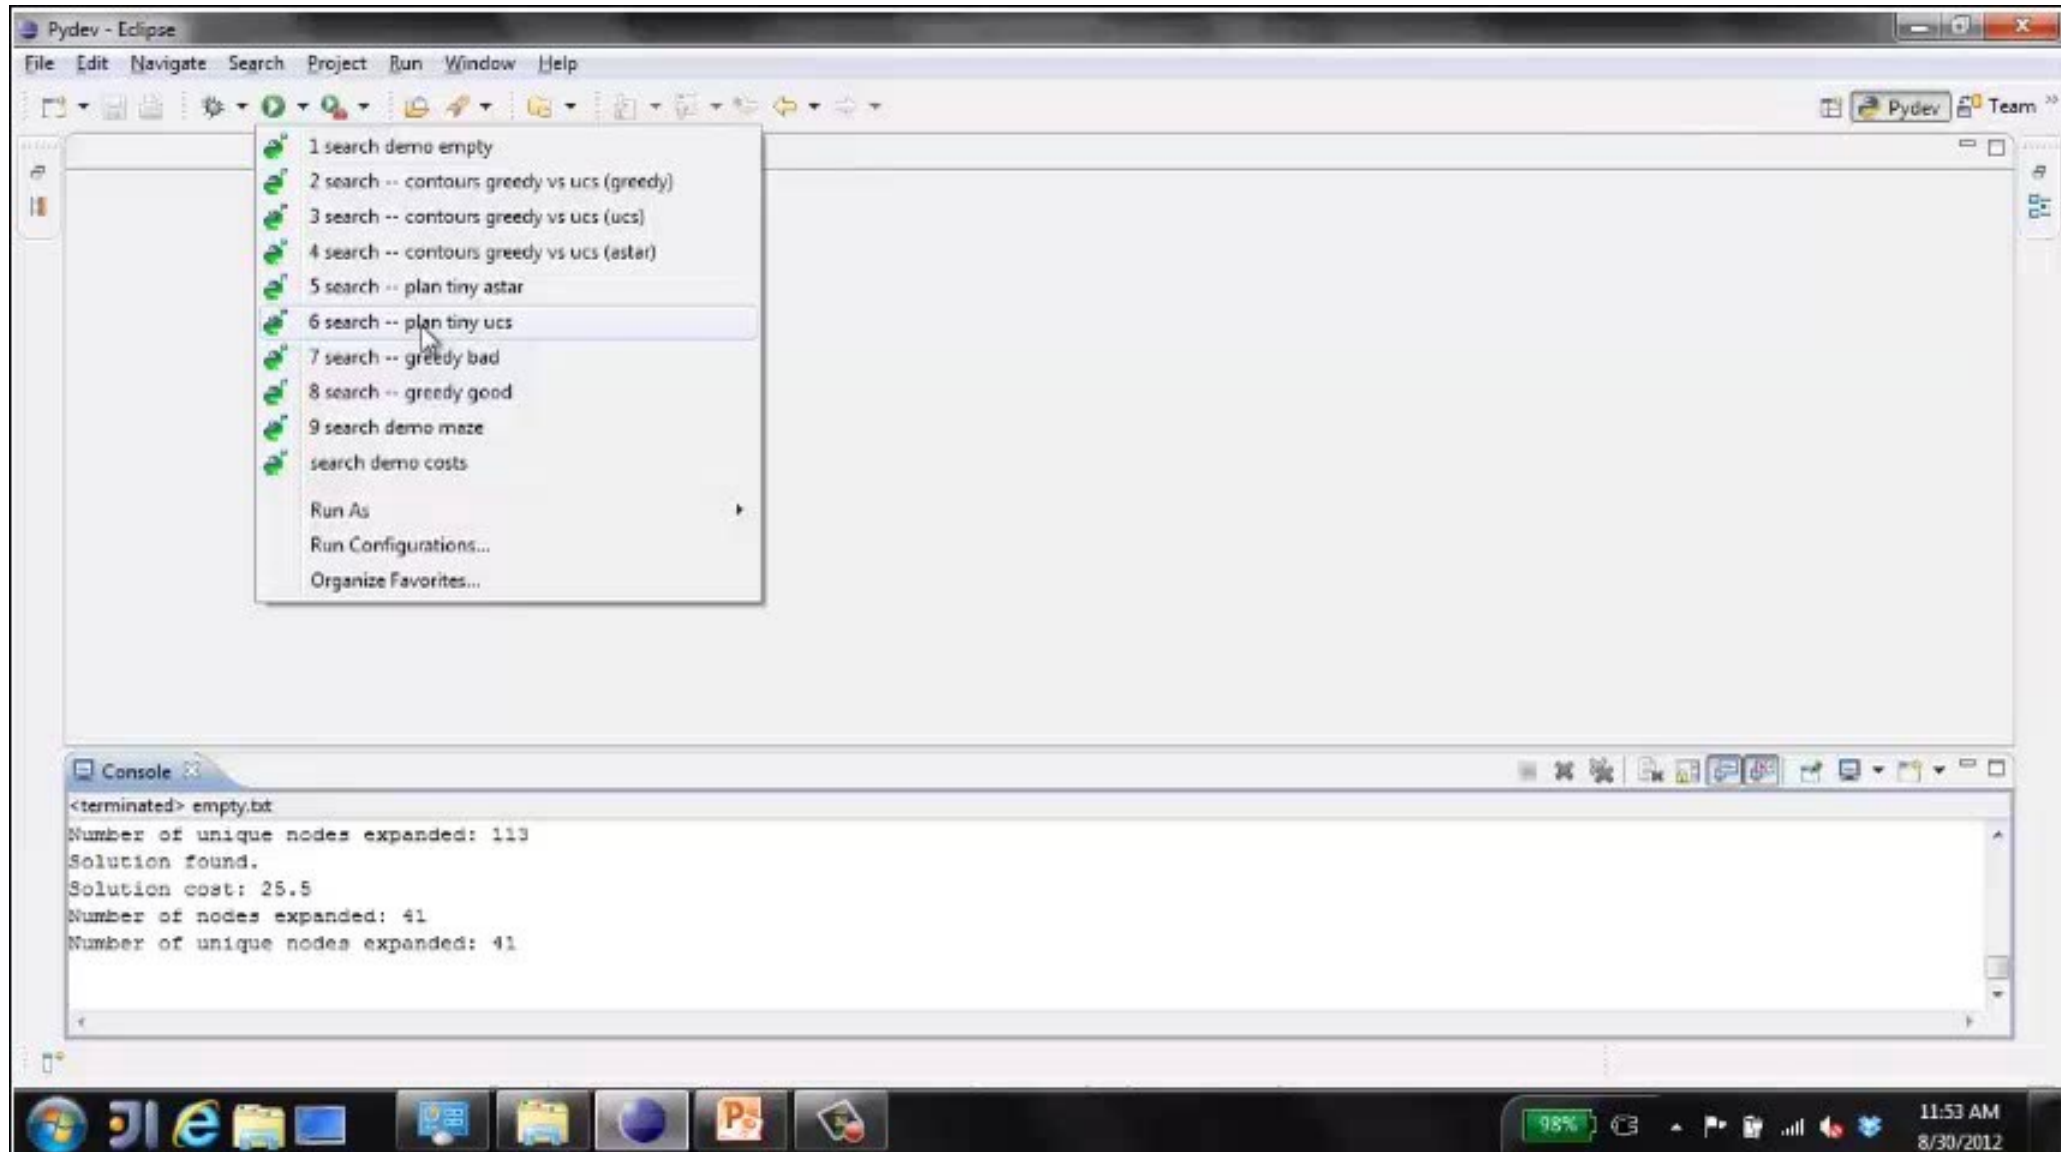 Pydev - Eclipse
File Edit Navigate Search Project Run Window Help
Pydev Team
1 search demo empty
2 search -- contours greedy vs ucs (greedy)
3 search -- contours greedy vs ucs (ucs)
4 search -- contours greedy vs ucs (astar)
5 search -- plan tiny astar
6 search -- plan tiny ucs
7 search -- greedy bad
8 search -- greedy good
9 search demo maze
search demo costs
Run As
Run Configurations...
Organize Favorites...
Console
<terminated> empty.txt
Number of unique nodes expanded: 113
Solution found.
Solution cost: 25.5
Number of nodes expanded: 41
Number of unique nodes expanded: 41
98%
11:53 AM
8/30/2012